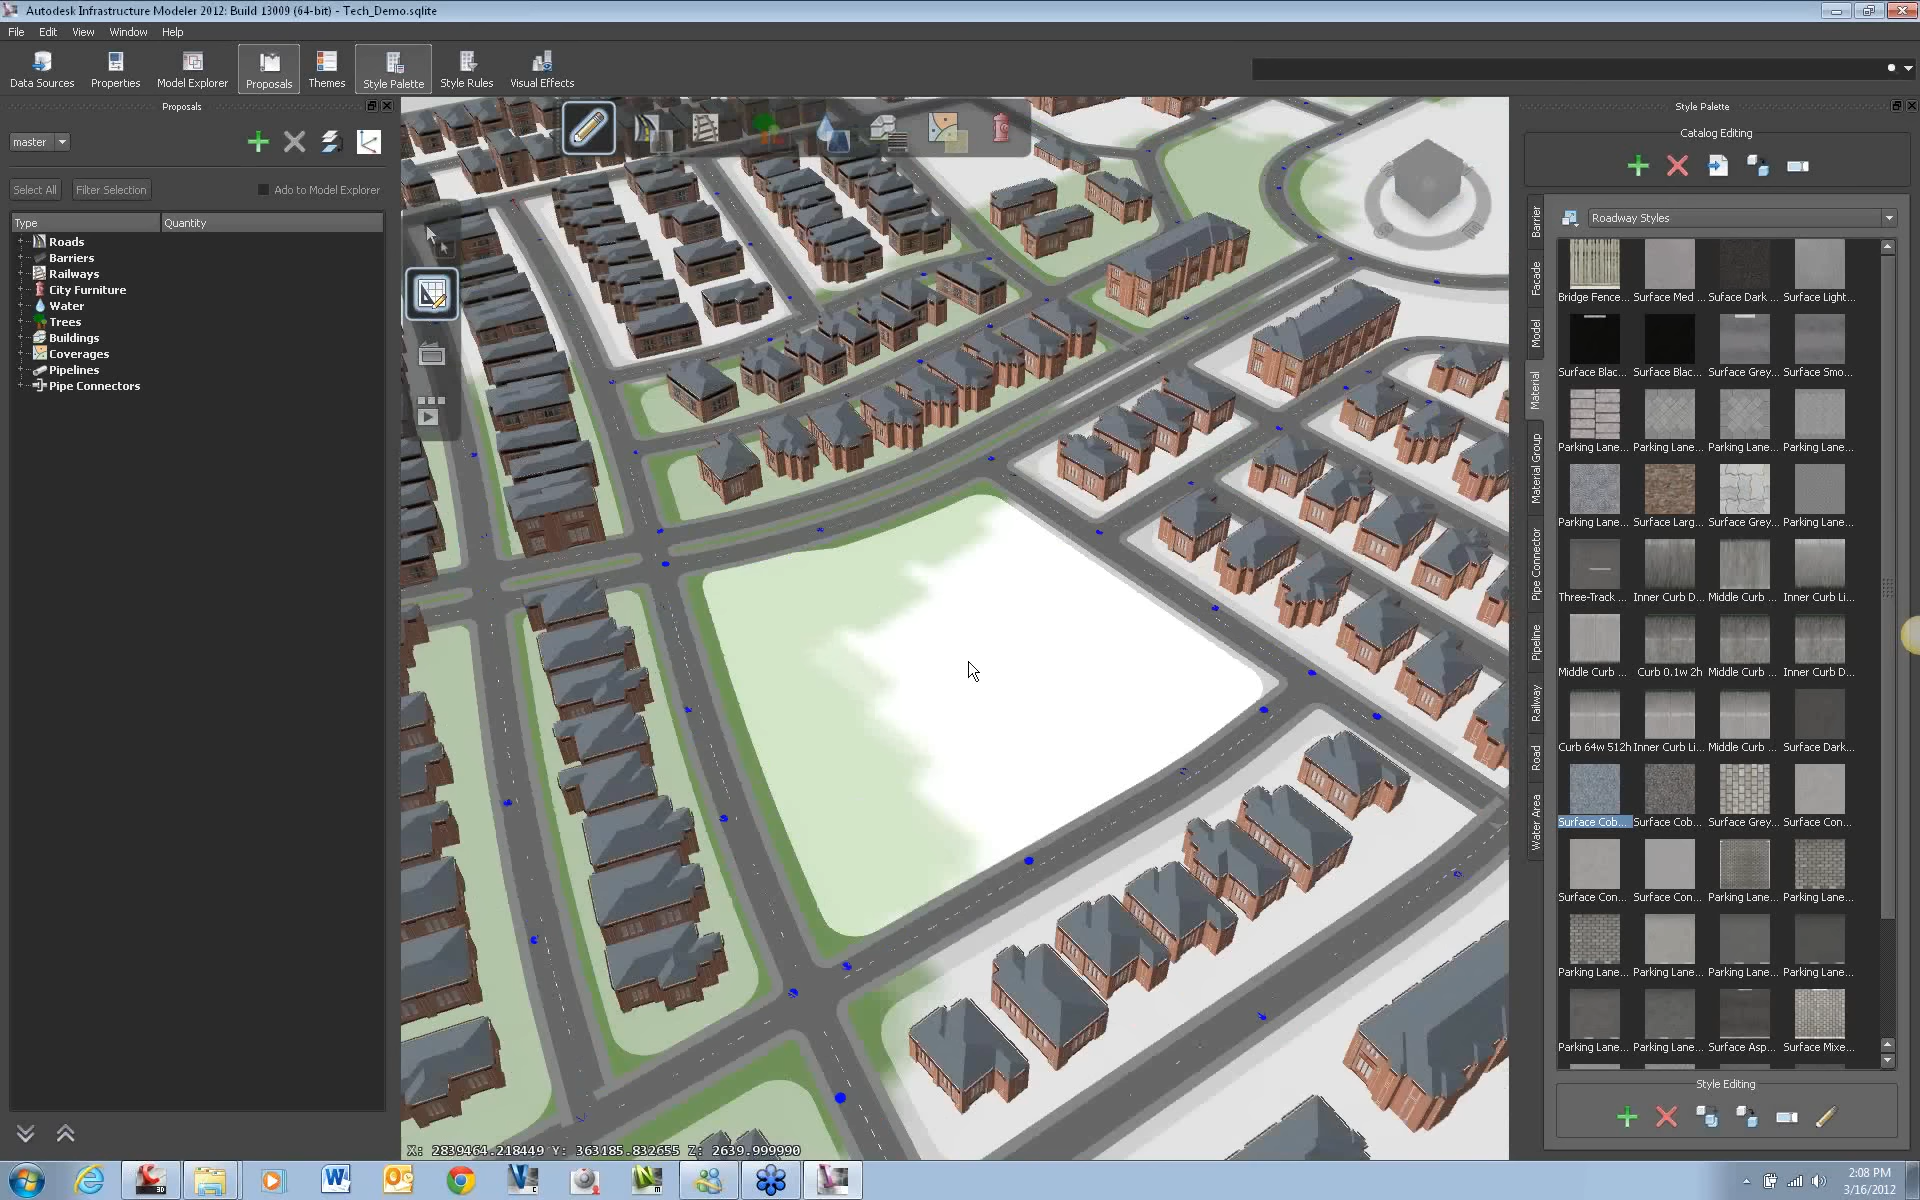 Autodesk Infrastructure Modeler 2012: Build 13009 (64-bit) - Tech_Demo.sqlite
File Edit View Window Help
Data Sources Properties Model Explorer Proposals Themes Style Palette Style Rules Visual Effects
Proposals
master
Select All Filter Selection Add to Model Explorer
Type Quantity
Roads
Barriers
Railways
City Furniture
Water
Trees
Buildings
Coverages
Pipelines
Pipe Connectors
X: 2839464.218449 Y: 363185.832655 Z: 2639.999990
Style Palette
Catalog Editing
Barrier
Facade
Model
Material
Material Group
Pipe Connector
Pipeline
Railway
Road
Water Area
Roadway Styles
Bridge Fence... Surface Med ... Suface Dark ... Surface Light...
Surface Blac... Surface Blac... Surface Grey... Surface Smo...
Parking Lane... Parking Lane... Parking Lane... Parking Lane...
Parking Lane... Surface Larg... Surface Grey... Parking Lane...
Three-Track ... Inner Curb D... Middle Curb ... Inner Curb Li...
Middle Curb ... Curb 0.1w 2h Middle Curb ... Inner Curb D...
Curb 64w 512h Inner Curb Li... Middle Curb ... Surface Dark...
Surface Cob... Surface Cob... Surface Grey... Surface Con...
Surface Con... Surface Con... Parking Lane... Parking Lane...
Parking Lane... Parking Lane... Parking Lane... Parking Lane...
Parking Lane... Parking Lane... Surface Asp... Surface Mixe...
Style Editing
2:08 PM
3/16/2012